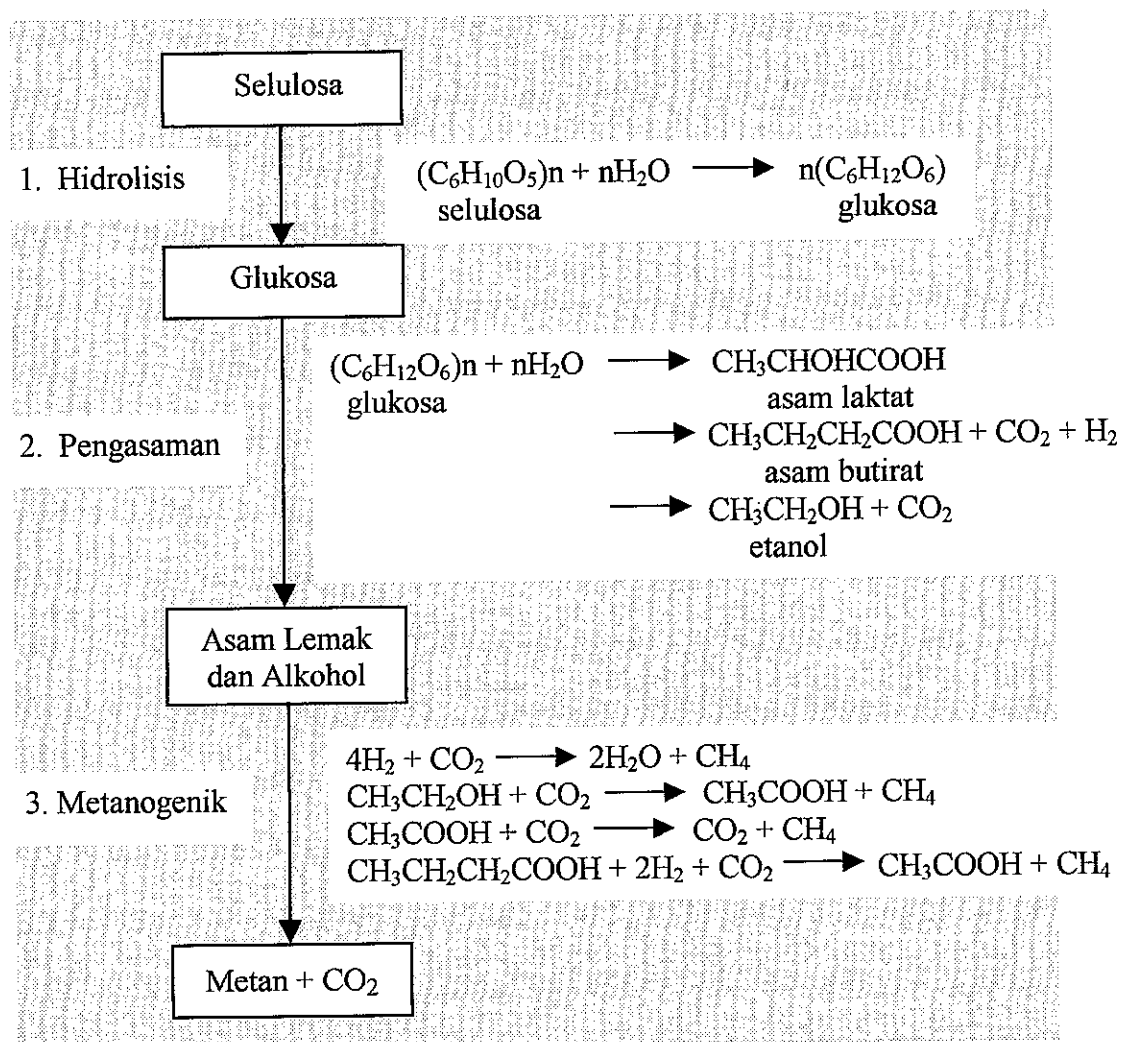 Selulosa
1. Hidrolisis
(C₆H₁₀O₅)n + nH₂O ⟶ n(C₆H₁₂O₆)
selulosa glukosa
Glukosa
(C₆H₁₂O₆)n + nH₂O ⟶ CH₃CHOHCOOH
glukosa asam laktat
2. Pengasaman
⟶ CH₃CH₂CH₂COOH + CO₂ + H₂
asam butirat
⟶ CH₃CH₂OH + CO₂
etanol
Asam Lemak
dan Alkohol
3. Metanogenik
4H₂ + CO₂ ⟶ 2H₂O + CH₄
CH₃CH₂OH + CO₂ ⟶ CH₃COOH + CH₄
CH₃COOH + CO₂ ⟶ CO₂ + CH₄
CH₃CH₂CH₂COOH + 2H₂ + CO₂ ⟶ CH₃COOH + CH₄
Metan + CO₂